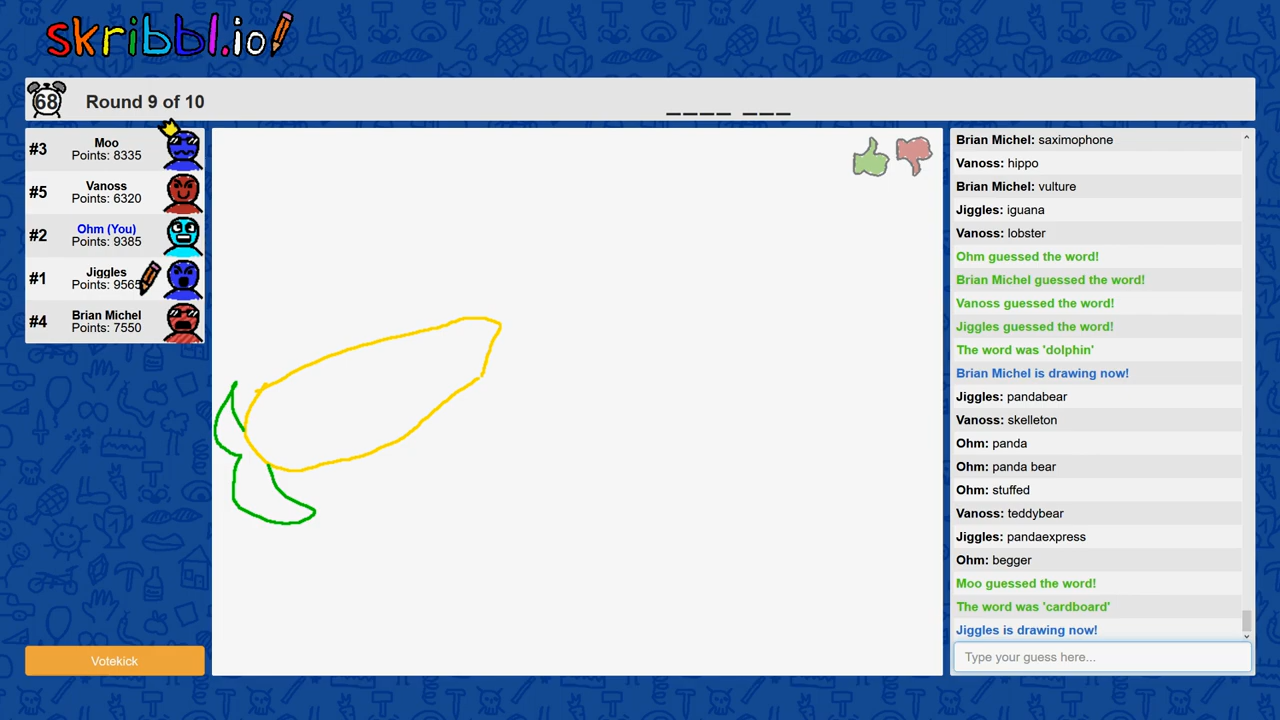 skribbl.io
68
Round 9 of 10
____ ___
#3
Moo
Points: 8335
#5
Vanoss
Points: 6320
#2
Ohm (You)
Points: 9385
#1
Jiggles
Points: 9565
#4
Brian Michel
Points: 7550
Votekick
Brian Michel: saximophone
Vanoss: hippo
Brian Michel: vulture
Jiggles: iguana
Vanoss: lobster
Ohm guessed the word!
Brian Michel guessed the word!
Vanoss guessed the word!
Jiggles guessed the word!
The word was 'dolphin'
Brian Michel is drawing now!
Jiggles: pandabear
Vanoss: skelleton
Ohm: panda
Ohm: panda bear
Ohm: stuffed
Vanoss: teddybear
Jiggles: pandaexpress
Ohm: begger
Moo guessed the word!
The word was 'cardboard'
Jiggles is drawing now!
Type your guess here...